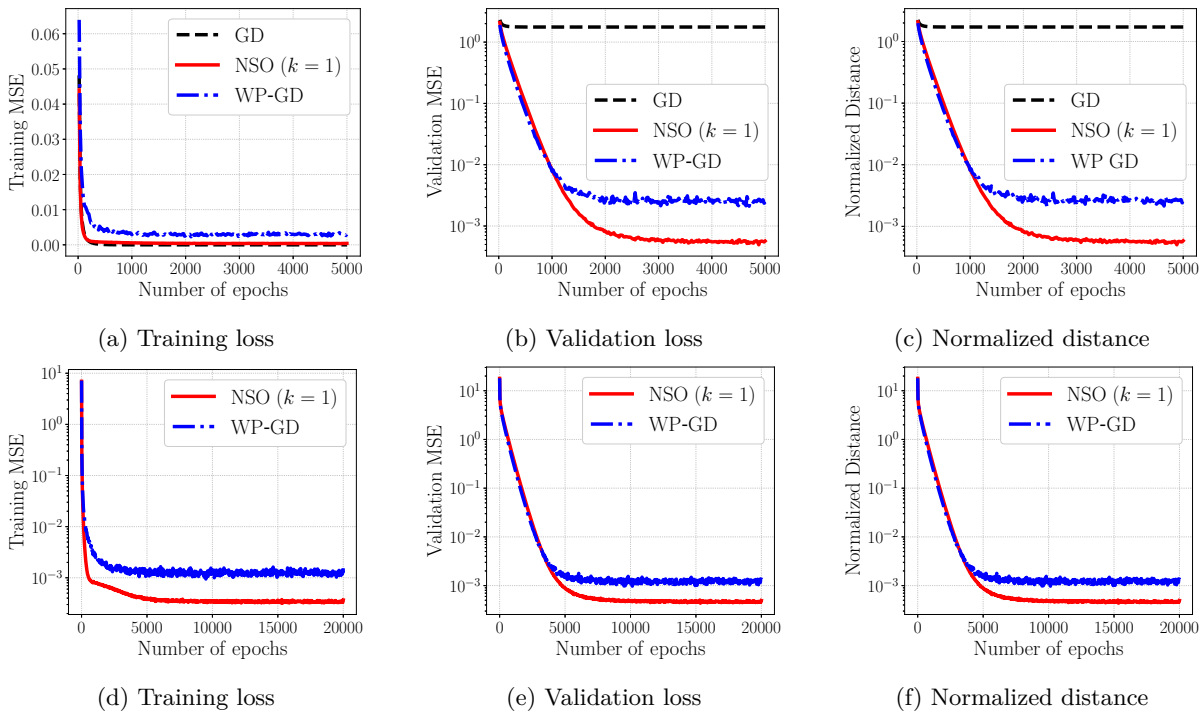 Training MSE
0.06
0.05
0.04
0.03
0.02
0.01
0.00
GD
NSO (k = 1)
WP-GD
0 1000 2000 3000 4000 5000
Number of epochs
(a) Training loss
Validation MSE
10^0
10^-1
10^-2
10^-3
GD
NSO (k = 1)
WP-GD
0 1000 2000 3000 4000 5000
Number of epochs
(b) Validation loss
Normalized Distance
10^0
10^-1
10^-2
10^-3
GD
NSO (k = 1)
WP GD
0 1000 2000 3000 4000 5000
Number of epochs
(c) Normalized distance
Training MSE
10^1
10^0
10^-1
10^-2
10^-3
NSO (k = 1)
WP-GD
0 5000 10000 15000 20000
Number of epochs
(d) Training loss
Validation MSE
10^1
10^0
10^-1
10^-2
10^-3
NSO (k = 1)
WP-GD
0 5000 10000 15000 20000
Number of epochs
(e) Validation loss
Normalized Distance
10^1
10^0
10^-1
10^-2
10^-3
NSO (k = 1)
WP-GD
0 5000 10000 15000 20000
Number of epochs
(f) Normalized distance